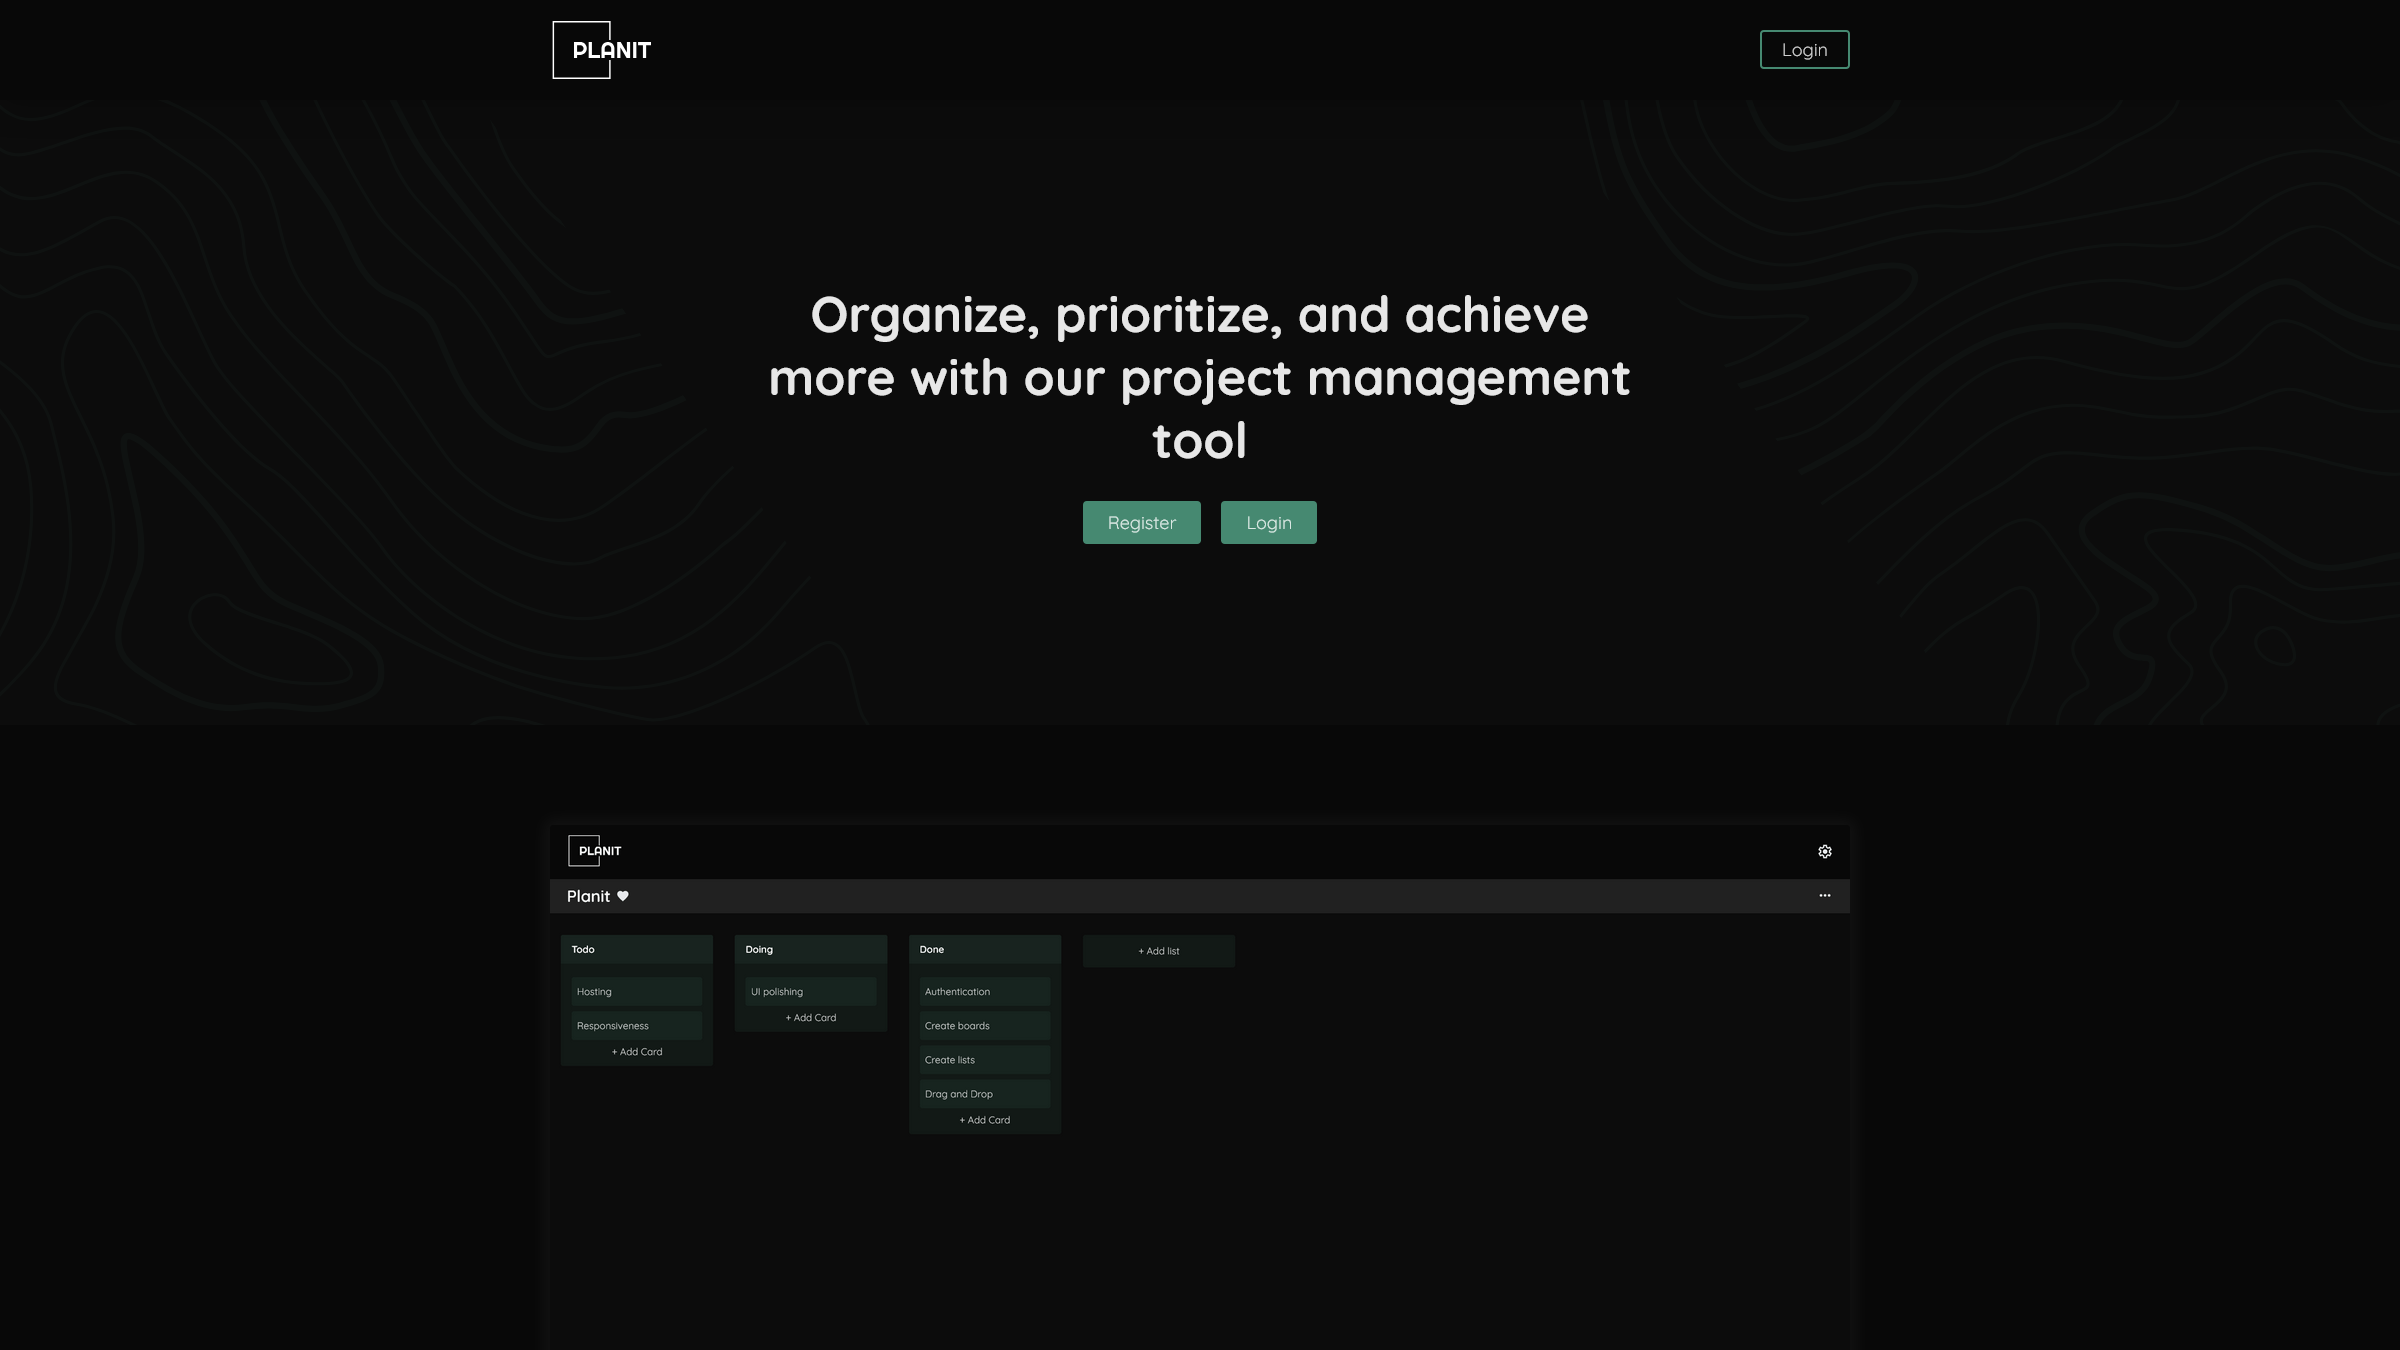 PLANIT
Login
Organize, prioritize, and achieve
more with our project management
tool
Register
Login
PLANIT
Planit
Todo
Hosting
Responsiveness
+ Add Card
Doing
UI polishing
+ Add Card
Done
Authentication
Create boards
Create lists
Drag and Drop
+ Add Card
+ Add list